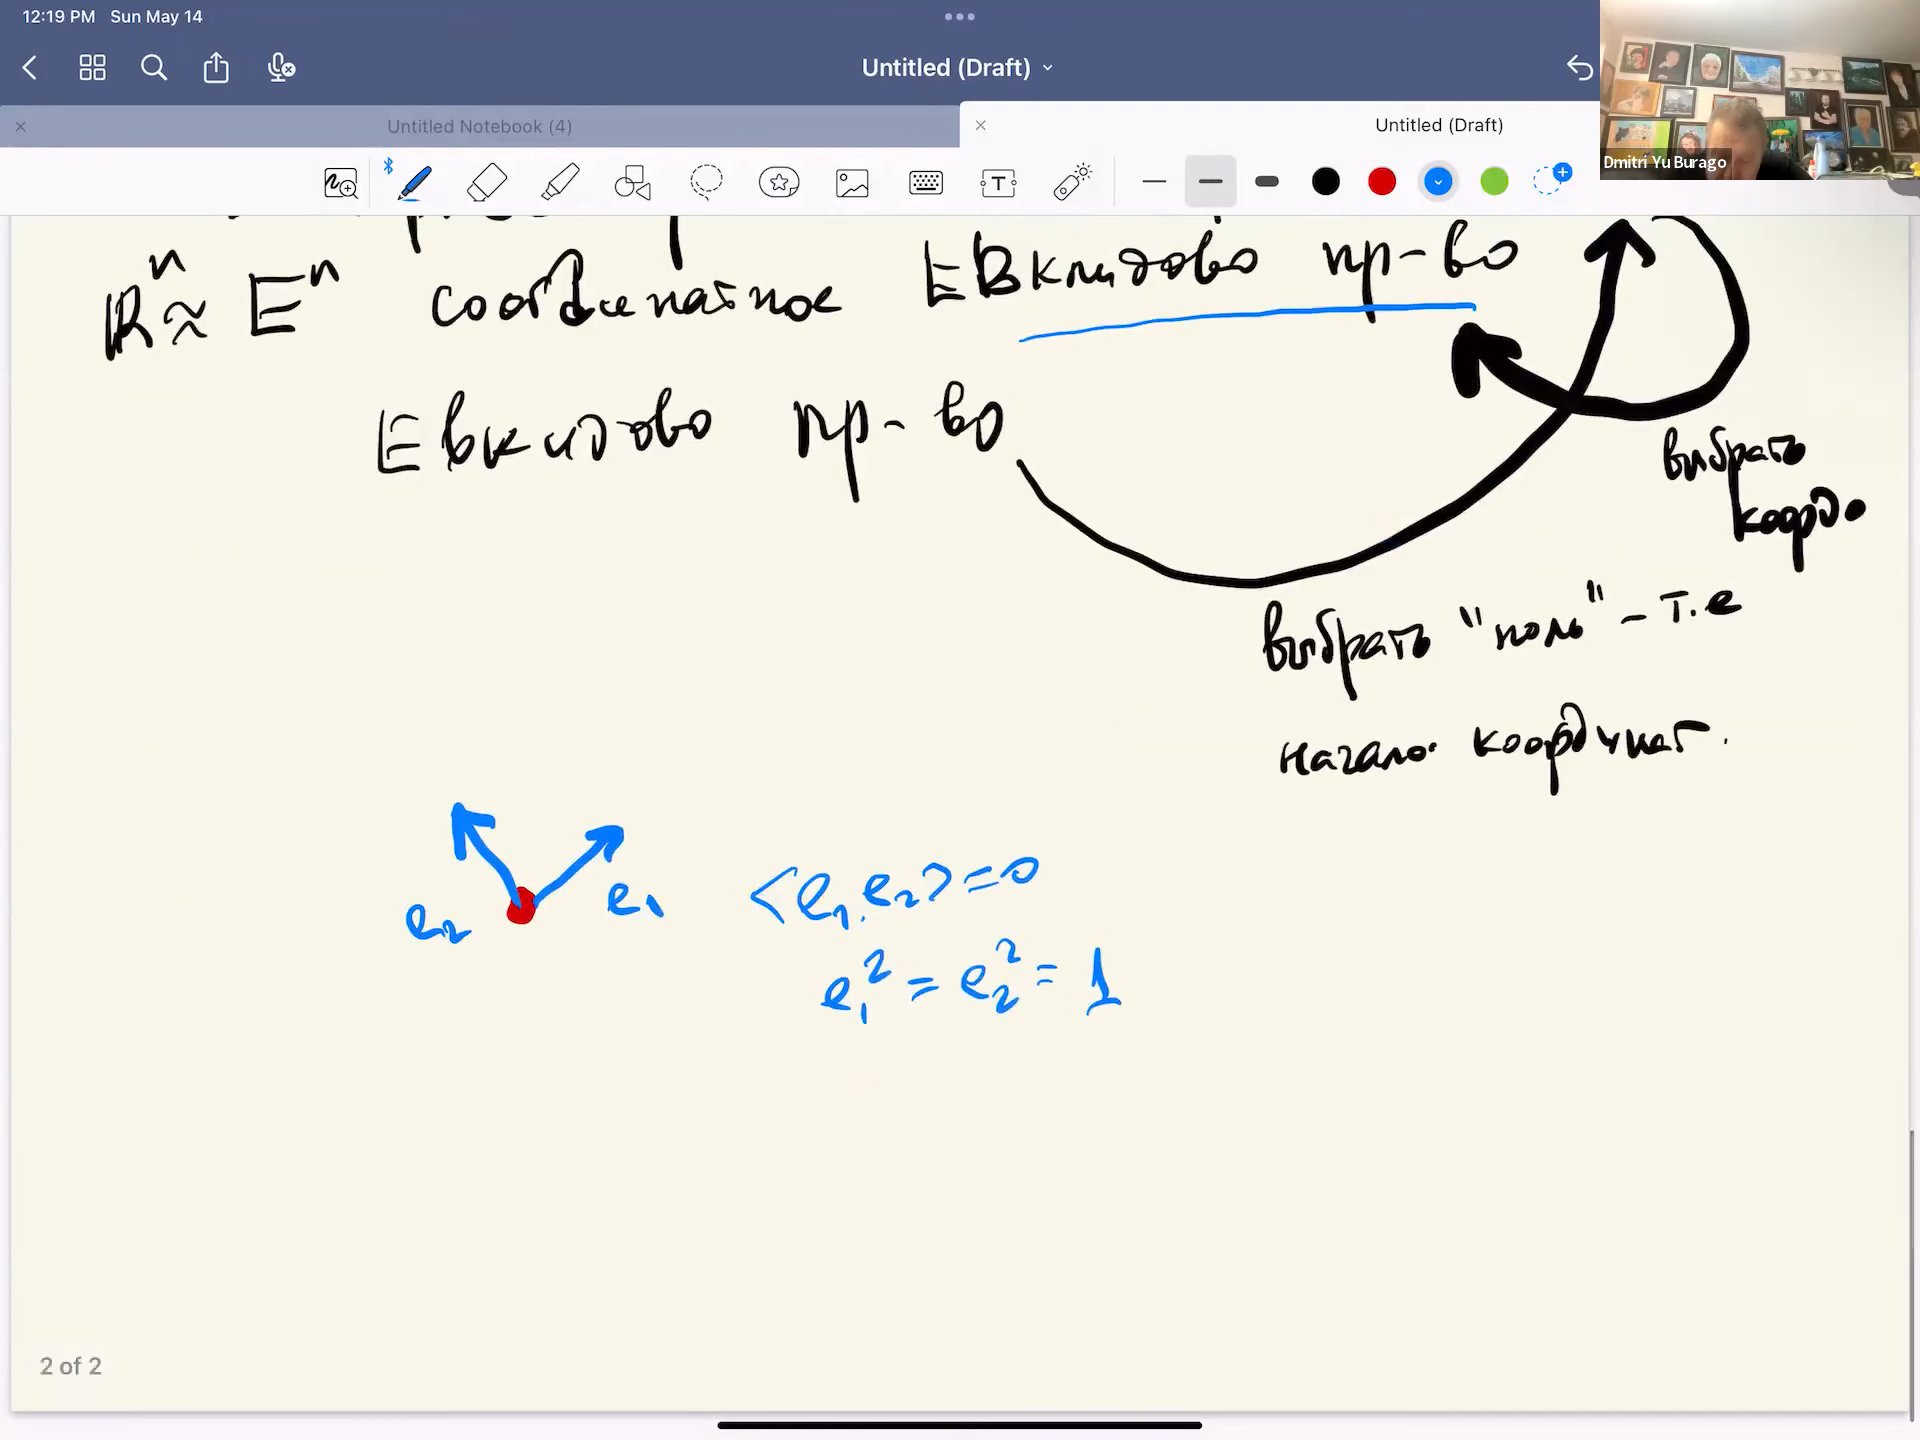 12:19 PM Sun May 14
Untitled (Draft)
Untitled Notebook (4)
Untitled (Draft)
Dmitri Yu Burago
ℝⁿ ≈ Eⁿ координатное Евклидово пр-во
Евклидово пр-во
выбрать
коорд.
выбрать "ноль" - т.е
начало координат.
e₂ e₁ <e₁, e₂> = 0
e₁² = e₂² = 1
2 of 2